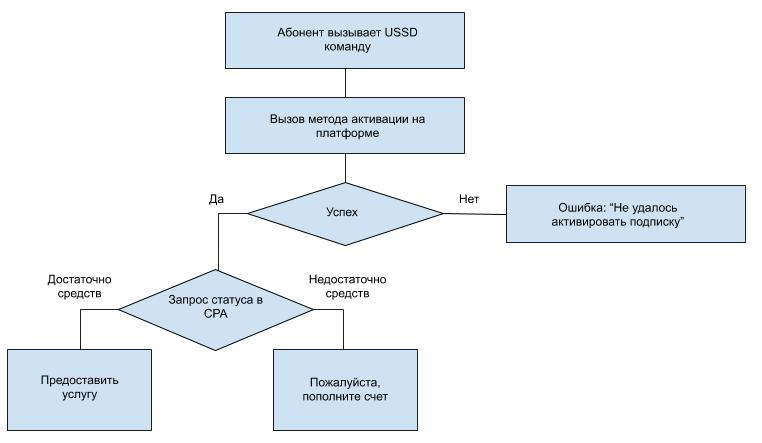 Абонент вызывает USSD
команду
Вызов метода активации на
платформе
Да
Успех
Нет
Ошибка: “Не удалось
активировать подписку”
Достаточно
средств
Запрос статуса в
CPA
Недостаточно
средств
Предоставить
услугу
Пожалуйста,
пополните счет